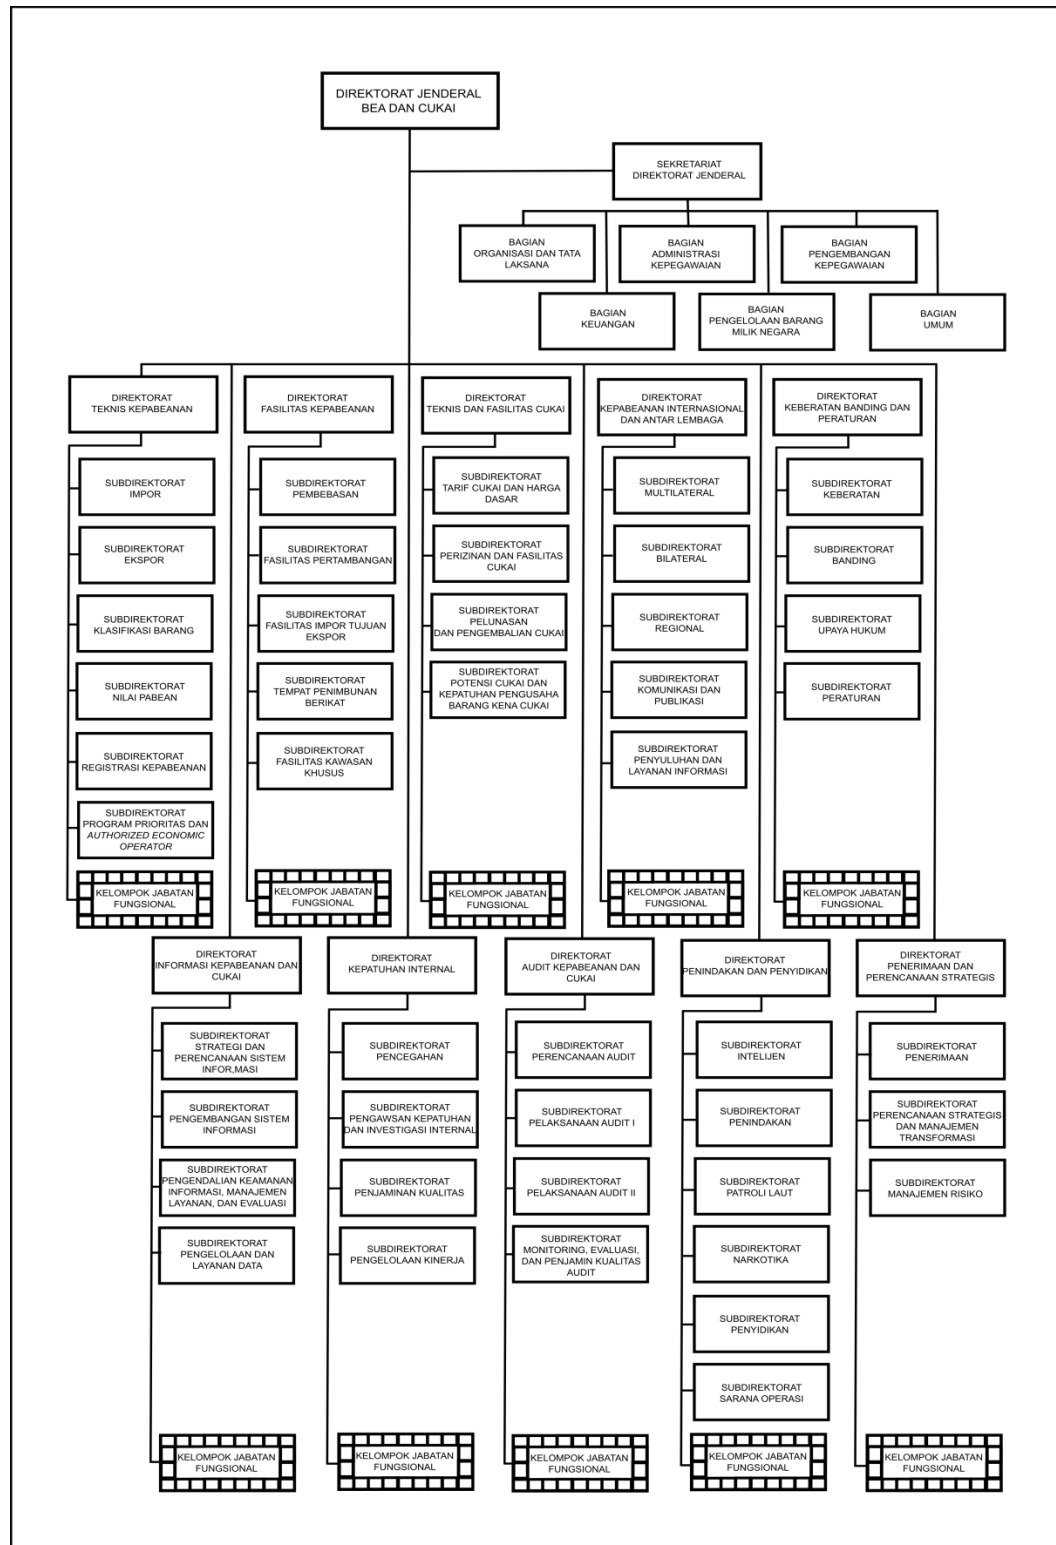 DIREKTORAT JENDERAL
BEA DAN CUKAI
SEKRETARIAT
DIREKTORAT JENDERAL
BAGIAN
ORGANISASI DAN TATA
LAKSANA
BAGIAN
ADMINISTRASI
KEPEGAWAIAN
BAGIAN
PENGEMBANGAN
KEPEGAWAIAN
BAGIAN
KEUANGAN
BAGIAN
PENGELOLAAN BARANG
MILIK NEGARA
BAGIAN
UMUM
DIREKTORAT
TEKNIS KEPABEANAN
SUBDIREKTORAT
IMPOR
SUBDIREKTORAT
EKSPOR
SUBDIREKTORAT
KLASIFIKASI BARANG
SUBDIREKTORAT
NILAI PABEAN
SUBDIREKTORAT
REGISTRASI KEPABEANAN
SUBDIREKTORAT
PROGRAM PRIORITAS DAN
AUTHORIZED ECONOMIC
OPERATOR
KELOMPOK JABATAN
FUNGSIONAL
DIREKTORAT
FASILITAS KEPABEANAN
SUBDIREKTORAT
PEMBEBASAN
SUBDIREKTORAT
FASILITAS PERTAMBANGAN
SUBDIREKTORAT
FASILITAS IMPOR TUJUAN
EKSPOR
SUBDIREKTORAT
TEMPAT PENIMBUNAN
BERIKAT
SUBDIREKTORAT
FASILITAS KAWASAN
KHUSUS
KELOMPOK JABATAN
FUNGSIONAL
DIREKTORAT
TEKNIS DAN FASILITAS CUKAI
SUBDIREKTORAT
TARIF CUKAI DAN HARGA
DASAR
SUBDIREKTORAT
PERIZINAN DAN FASILITAS
CUKAI
SUBDIREKTORAT
PELUNASAN
DAN PENGEMBALIAN CUKAI
SUBDIREKTORAT
POTENSI CUKAI DAN
KEPATUHAN PENGUSAHA
BARANG KENA CUKAI
KELOMPOK JABATAN
FUNGSIONAL
DIREKTORAT
KEPABEANAN INTERNASIONAL
DAN ANTAR LEMBAGA
SUBDIREKTORAT
MULTILATERAL
SUBDIREKTORAT
BILATERAL
SUBDIREKTORAT
REGIONAL
SUBDIREKTORAT
KOMUNIKASI DAN
PUBLIKASI
SUBDIREKTORAT
PENYULUHAN DAN
LAYANAN INFORMASI
KELOMPOK JABATAN
FUNGSIONAL
DIREKTORAT
KEBERATAN BANDING DAN
PERATURAN
SUBDIREKTORAT
KEBERATAN
SUBDIREKTORAT
BANDING
SUBDIREKTORAT
UPAYA HUKUM
SUBDIREKTORAT
PERATURAN
KELOMPOK JABATAN
FUNGSIONAL
DIREKTORAT
INFORMASI KEPABEANAN DAN
CUKAI
SUBDIREKTORAT
STRATEGI DAN
PERENCANAAN SISTEM
INFOR,MASI
SUBDIREKTORAT
PENGEMBANGAN SISTEM
INFORMASI
SUBDIREKTORAT
PENGENDALIAN KEAMANAN
INFORMASI, MANAJEMEN
LAYANAN, DAN EVALUASI
SUBDIREKTORAT
PENGELOLAAN DAN
LAYANAN DATA
KELOMPOK JABATAN
FUNGSIONAL
DIREKTORAT
KEPATUHAN INTERNAL
SUBDIREKTORAT
PENCEGAHAN
SUBDIREKTORAT
PENGAWSAN KEPATUHAN
DAN INVESTIGASI INTERNAL
SUBDIREKTORAT
PENJAMINAN KUALITAS
SUBDIREKTORAT
PENGELOLAAN KINERJA
KELOMPOK JABATAN
FUNGSIONAL
DIREKTORAT
AUDIT KEPABEANAN DAN
CUKAI
SUBDIREKTORAT
PERENCANAAN AUDIT
SUBDIREKTORAT
PELAKSANAAN AUDIT I
SUBDIREKTORAT
PELAKSANAAN AUDIT II
SUBDIREKTORAT
MONITORING, EVALUASI,
DAN PENJAMIN KUALITAS
AUDIT
KELOMPOK JABATAN
FUNGSIONAL
DIREKTORAT
PENINDAKAN DAN PENYIDIKAN
SUBDIREKTORAT
INTELIJEN
SUBDIREKTORAT
PENINDAKAN
SUBDIREKTORAT
PATROLI LAUT
SUBDIREKTORAT
NARKOTIKA
SUBDIREKTORAT
PENYIDIKAN
SUBDIREKTORAT
SARANA OPERASI
KELOMPOK JABATAN
FUNGSIONAL
DIREKTORAT
PENERIMAAN DAN
PERENCANAAN STRATEGIS
SUBDIREKTORAT
PENERIMAAN
SUBDIREKTORAT
PERENCANAAN STRATEGIS
DAN MANAJEMEN
TRANSFORMASI
SUBDIREKTORAT
MANAJEMEN RISIKO
KELOMPOK JABATAN
FUNGSIONAL